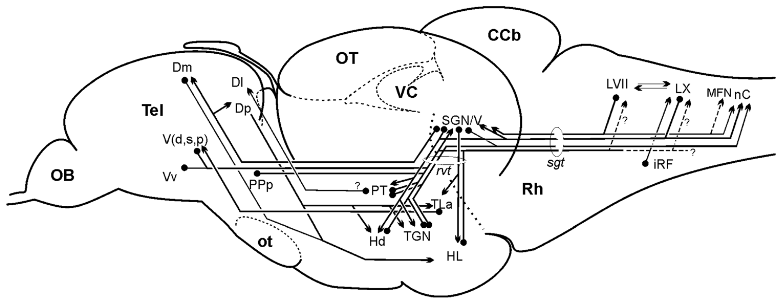 CCb
OT
Dm
Dl
VC
LVII
LX
MFN
nC
Tel
Dp
SGN/V
?
?
V(d,s,p)
sgt
iRF
OB
Vv
PPp
?
PT
rvt
Rh
TLa
ot
Hd
TGN
HL